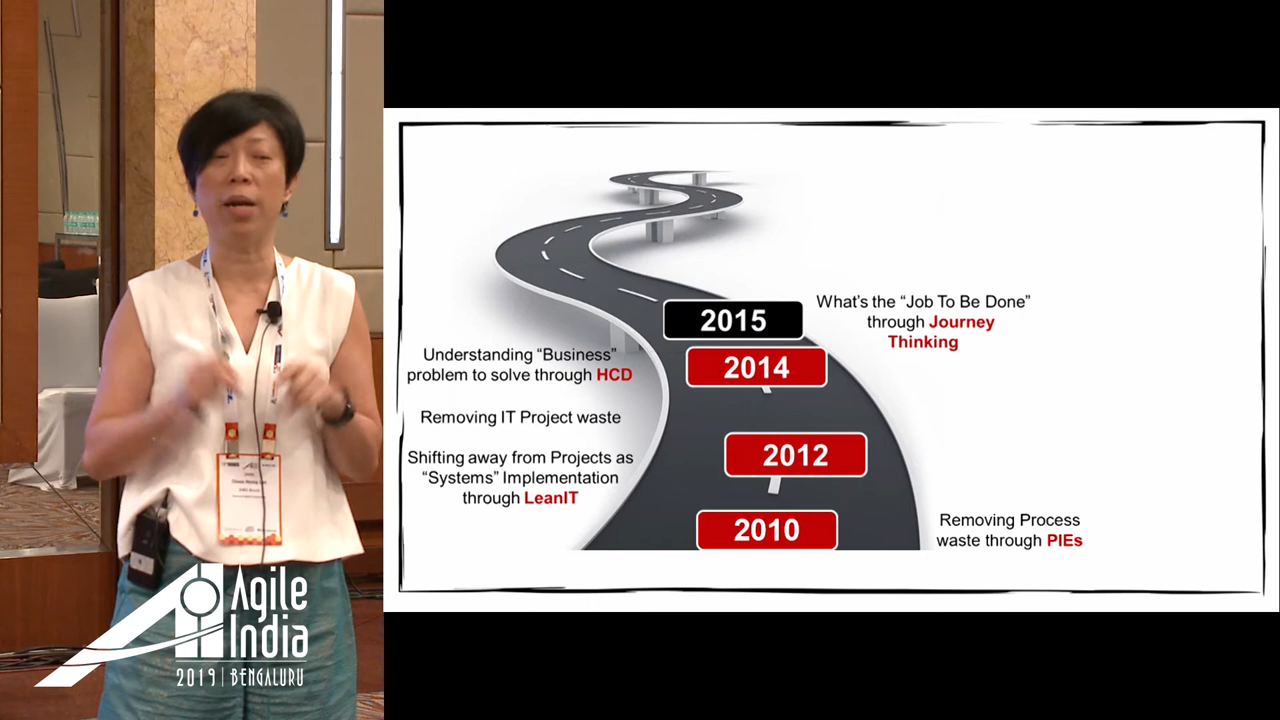 2015
What's the “Job To Be Done”
through Journey
Thinking
Understanding “Business”
problem to solve through HCD
2014
Removing IT Project waste
Shifting away from Projects as
“Systems” Implementation
through LeanIT
2012
2010
Removing Process
waste through PIEs
Agile
India
2019 | BENGALURU